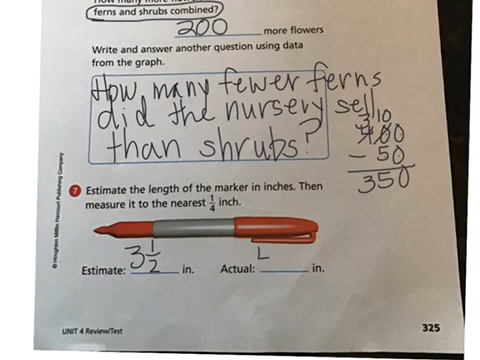 ferns and shrubs combined?
200 more flowers
Write and answer another question using data
from the graph.
How many fewer ferns
did the nursery sell
than shrubs?
3 10
400
- 50
350
7 Estimate the length of the marker in inches. Then
measure it to the nearest 1/4 inch.
Estimate: 3 1/2 in. Actual: L in.
© Houghton Mifflin Harcourt Publishing Company
UNIT 4 Review/Test
325